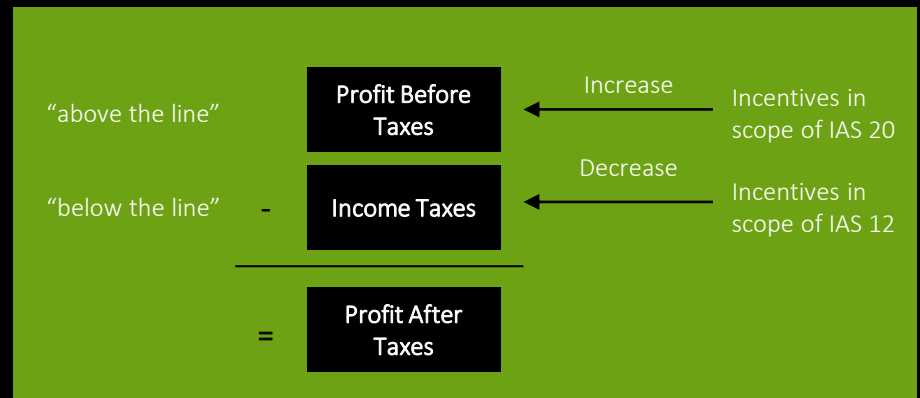 Profit Before
Taxes
Increase
“above the line”
Incentives in
scope of IAS 20
Decrease
“below the line”
-
Income Taxes
Incentives in
scope of IAS 12
=
Profit After
Taxes